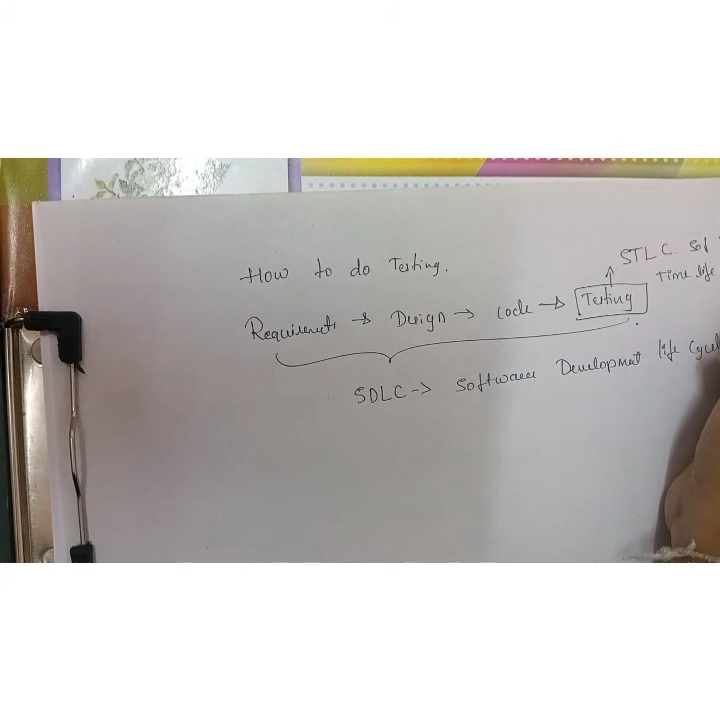 How to do Testing.
STLC. Sof
Time life
Requirements → Design → Code → Testing
SDLC -> Software Development life Cycle